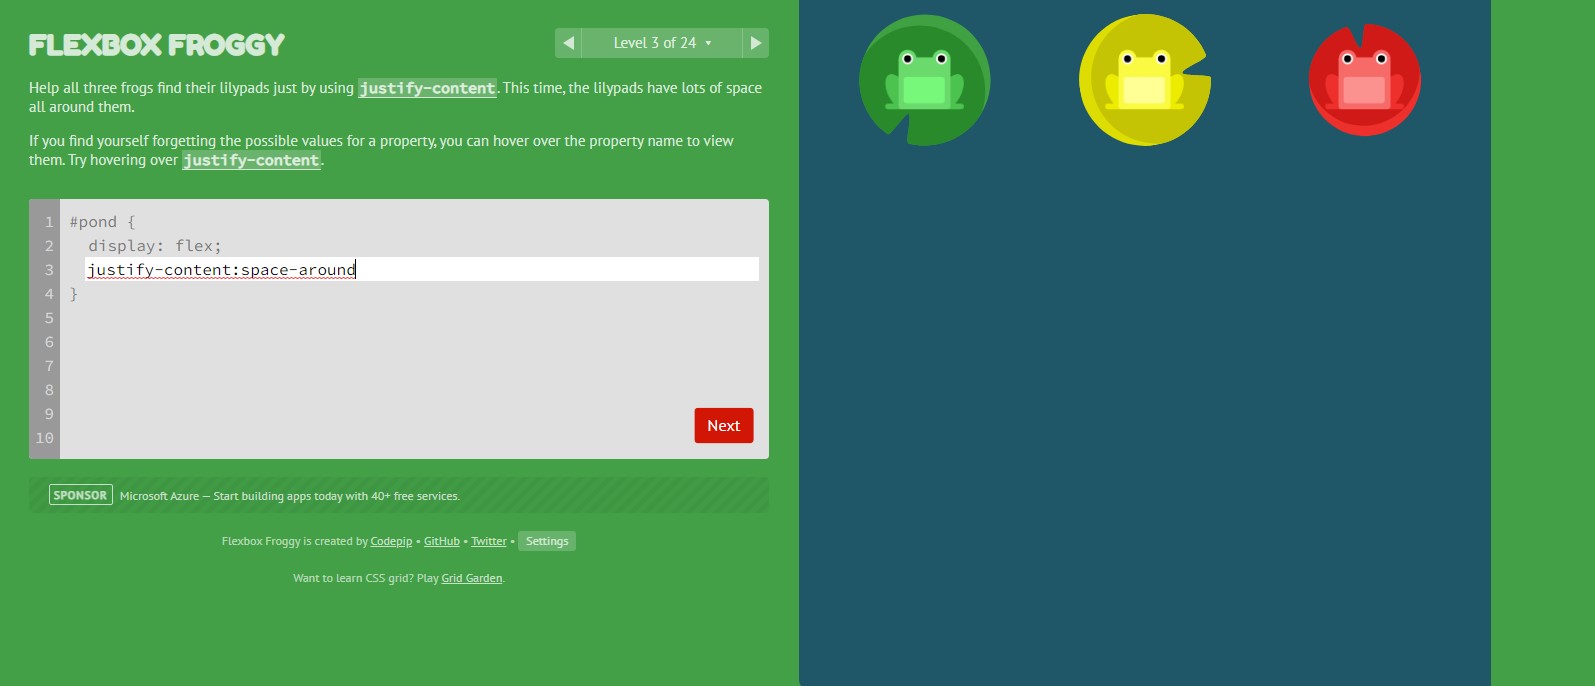 FLEXBOX FROGGY
Level 3 of 24
Help all three frogs find their lilypads just by using justify-content. This time, the lilypads have lots of space
all around them.
If you find yourself forgetting the possible values for a property, you can hover over the property name to view
them. Try hovering over justify-content.
1 #pond {
2 display: flex;
3 justify-content:space-around
4 }
5
6
7
8
9
10
Next
SPONSOR Microsoft Azure — Start building apps today with 40+ free services.
Flexbox Froggy is created by Codepip • GitHub • Twitter • Settings
Want to learn CSS grid? Play Grid Garden.